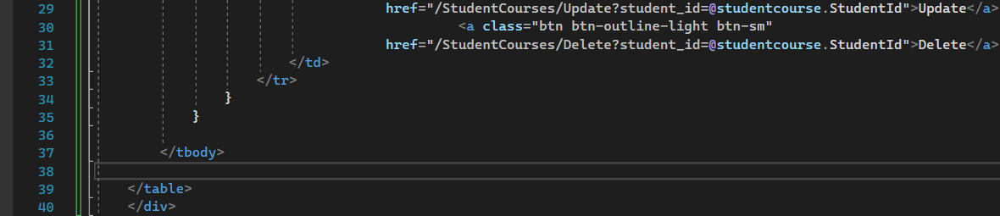 29 href="/StudentCourses/Update?student_id=@studentcourse.StudentId">Update</a>
30 <a class="btn btn-outline-light btn-sm"
31 href="/StudentCourses/Delete?student_id=@studentcourse.StudentId">Delete</a>
32 </td>
33 </tr>
34 }
35 }
36
37 </tbody>
38
39 </table>
40 </div>